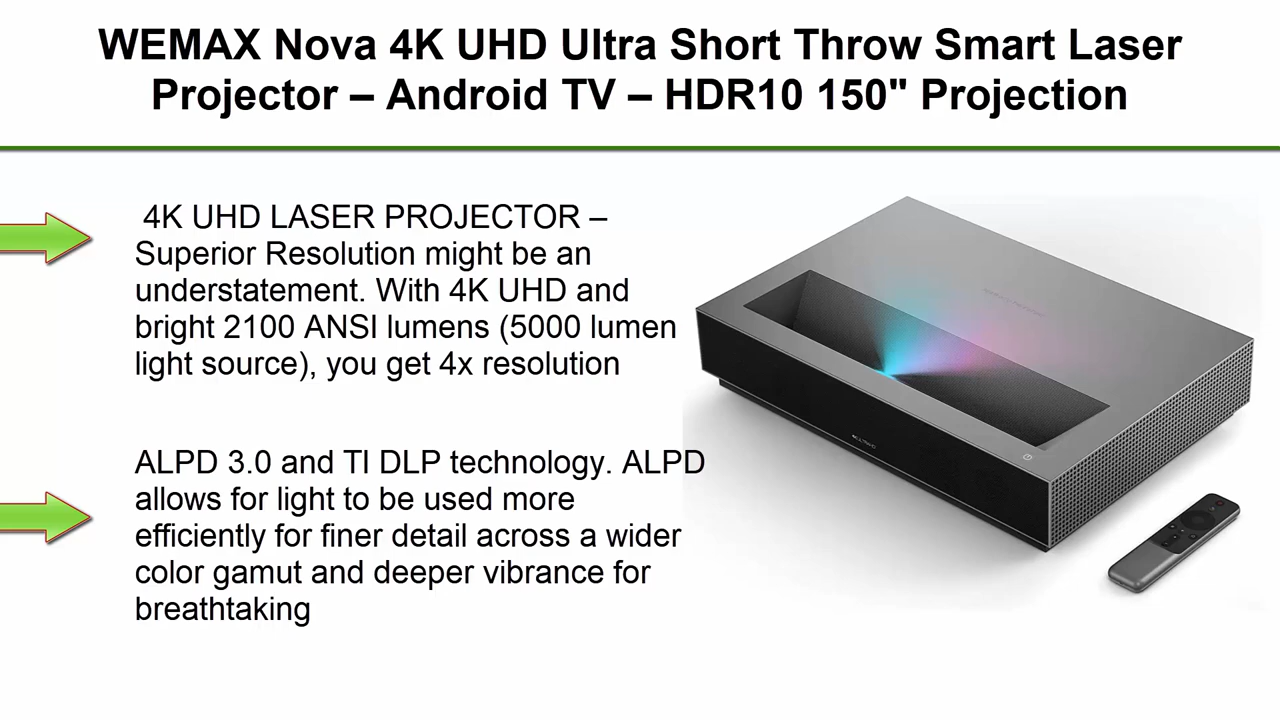 WEMAX Nova 4K UHD Ultra Short Throw Smart Laser
Projector – Android TV – HDR10 150" Projection
4K UHD LASER PROJECTOR –
Superior Resolution might be an
understatement. With 4K UHD and
bright 2100 ANSI lumens (5000 lumen
light source), you get 4x resolution
ALPD 3.0 and TI DLP technology. ALPD
allows for light to be used more
efficiently for finer detail across a wider
color gamut and deeper vibrance for
breathtaking